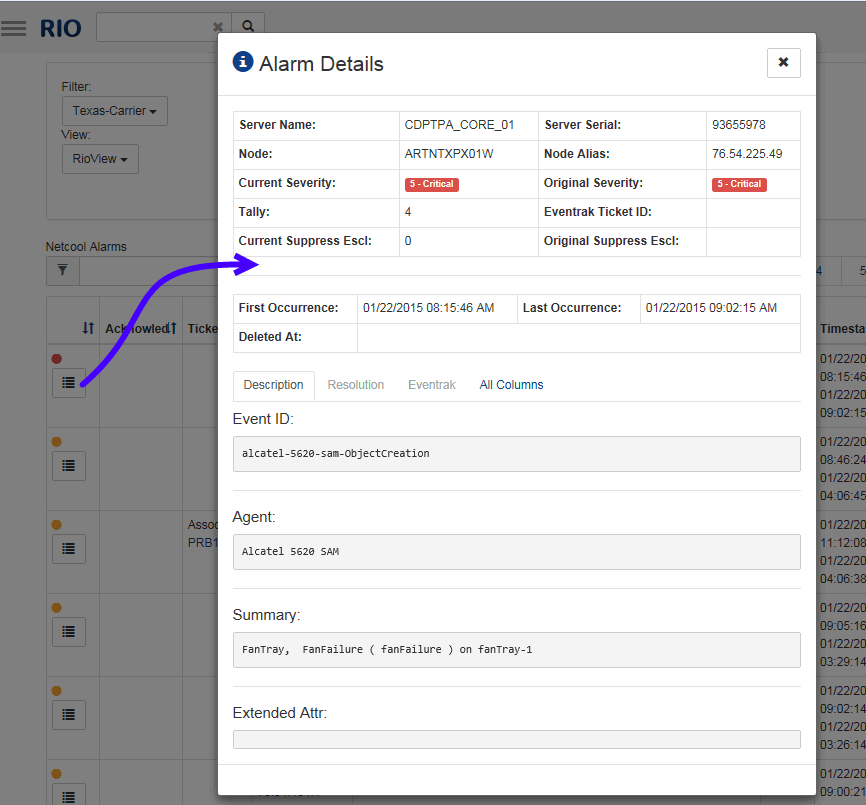 RIO
Alarm Details
Filter:
Texas-Carrier
View:
RioView
Server Name: CDPTPA_CORE_01 Server Serial: 93655978
Node: ARTNTXPX01W Node Alias: 76.54.225.49
Current Severity: 5 - Critical Original Severity: 5 - Critical
Tally: 4 Eventrak Ticket ID:
Current Suppress Escl: 0 Original Suppress Escl:
Netcool Alarms
4 5
First Occurrence: 01/22/2015 08:15:46 AM Last Occurrence: 01/22/2015 09:02:15 AM
Deleted At:
Acknowled Ticke Timesta
Description Resolution Eventrak All Columns
Event ID:
alcatel-5620-sam-ObjectCreation
Agent:
Alcatel 5620 SAM
Summary:
FanTray, FanFailure ( fanFailure ) on fanTray-1
Extended Attr:
01/22/20
08:15:46
01/22/20
09:02:15
01/22/20
08:46:24
01/22/20
04:06:45
Assoc
PRB1
01/22/20
11:12:08
01/22/20
04:06:38
01/22/20
09:05:16
01/22/20
03:29:14
01/22/20
09:02:14
01/22/20
03:26:14
01/22/20
09:00:21